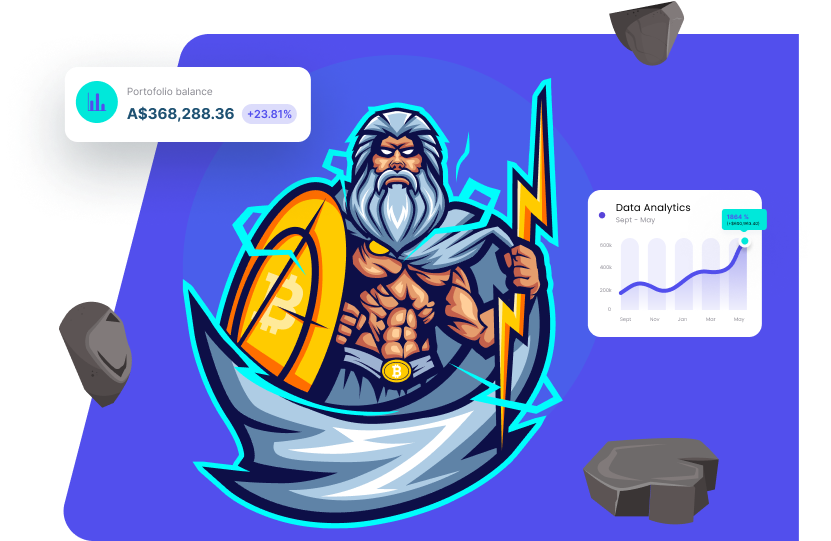 Portofolio balance
A$368,288.36
+23.81%
Data Analytics
Sept - May
1864 %
600k
400k
200k
0
Sept
Nov
Jan
Mar
May